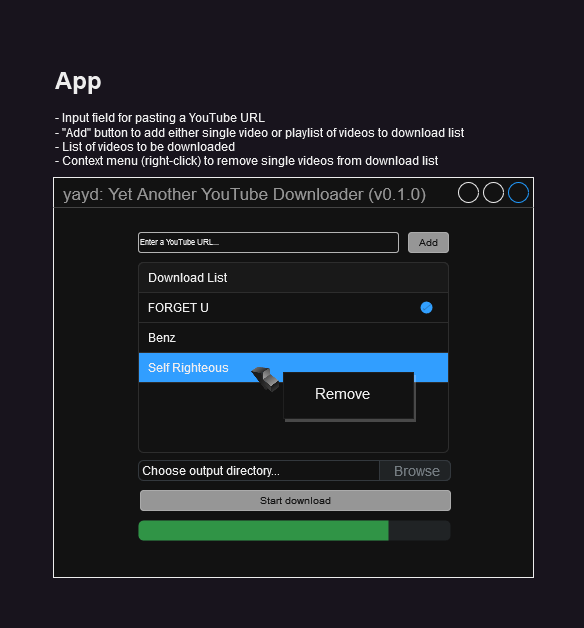 App
- Input field for pasting a YouTube URL
- "Add" button to add either single video or playlist of videos to download list
- List of videos to be downloaded
- Context menu (right-click) to remove single videos from download list
yayd: Yet Another YouTube Downloader (v0.1.0)
Enter a YouTube URL... Add
Download List
FORGET U
Benz
Self Righteous
Remove
Choose output directory... Browse
Start download